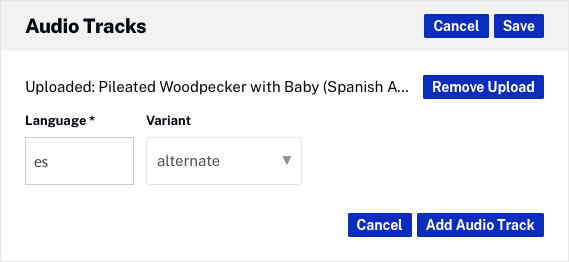 Audio Tracks
Cancel Save
Uploaded: Pileated Woodpecker with Baby (Spanish A...
Remove Upload
Language * Variant
es alternate
Cancel Add Audio Track